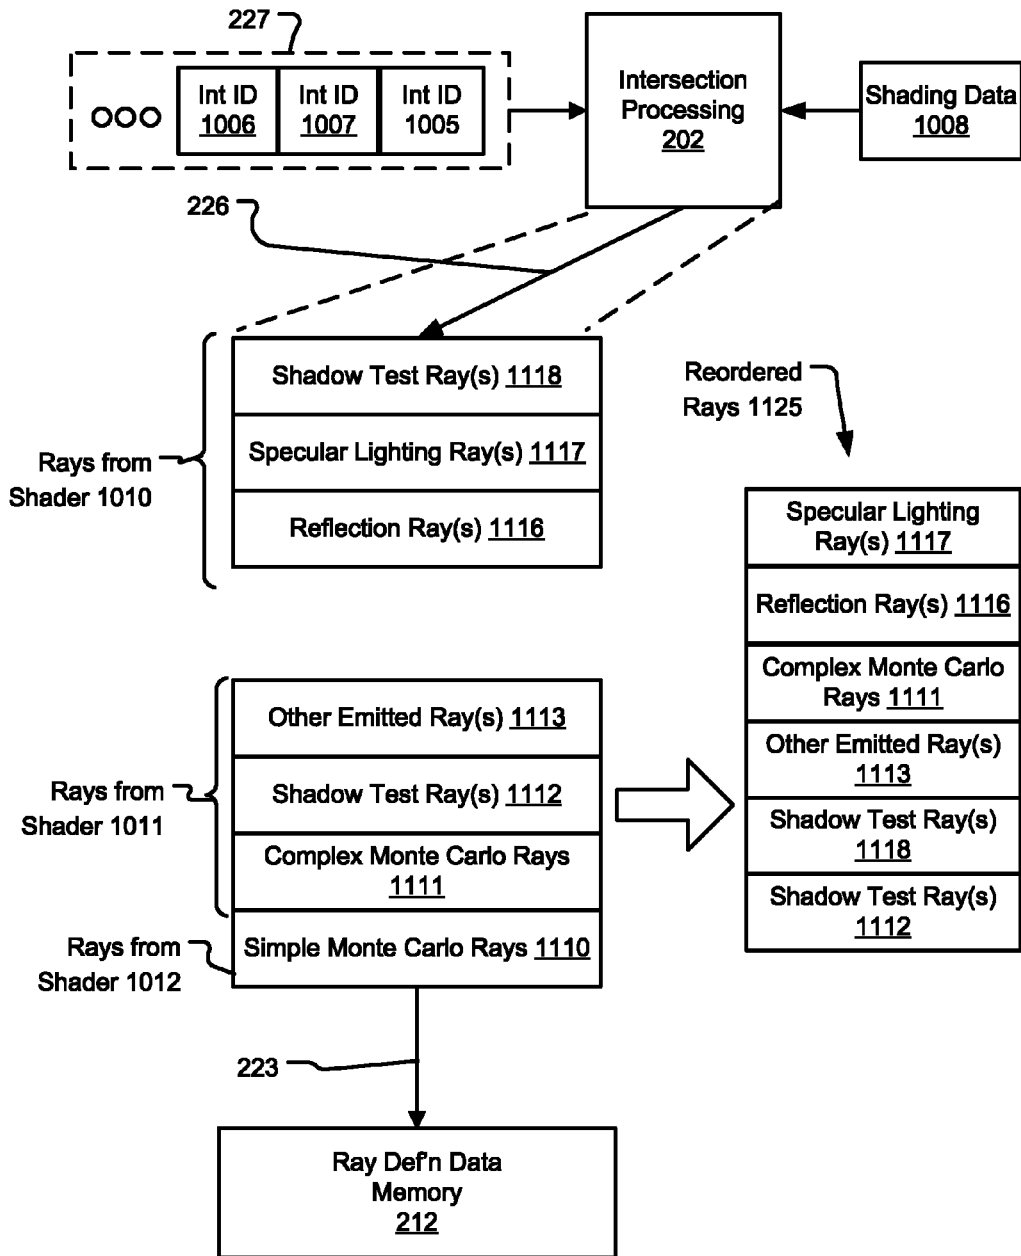 227
ooo
Int ID
1006
Int ID
1007
Int ID
1005
Intersection
Processing
202
Shading Data
1008
226
Shadow Test Ray(s) 1118
Specular Lighting Ray(s) 1117
Reflection Ray(s) 1116
Rays from
Shader 1010
Reordered
Rays 1125
Specular Lighting
Ray(s) 1117
Reflection Ray(s) 1116
Complex Monte Carlo
Rays 1111
Other Emitted Ray(s)
1113
Shadow Test Ray(s)
1118
Shadow Test Ray(s)
1112
Other Emitted Ray(s) 1113
Shadow Test Ray(s) 1112
Complex Monte Carlo Rays
1111
Simple Monte Carlo Rays 1110
Rays from
Shader 1011
Rays from
Shader 1012
223
Ray Def'n Data
Memory
212